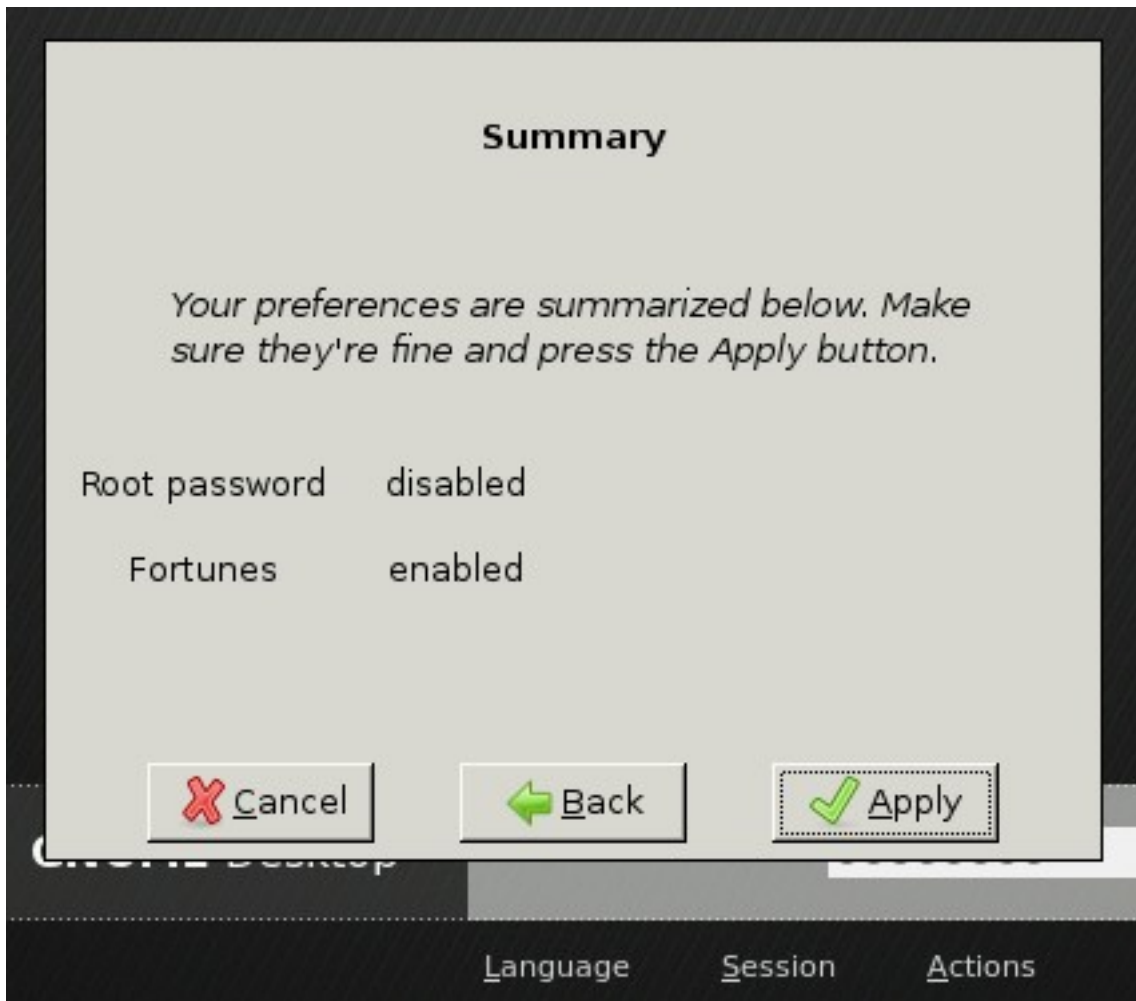 Summary
Your preferences are summarized below. Make
sure they're fine and press the Apply button.
Root password disabled
Fortunes enabled
Cancel Back Apply
GNOME Desktop
Language Session Actions